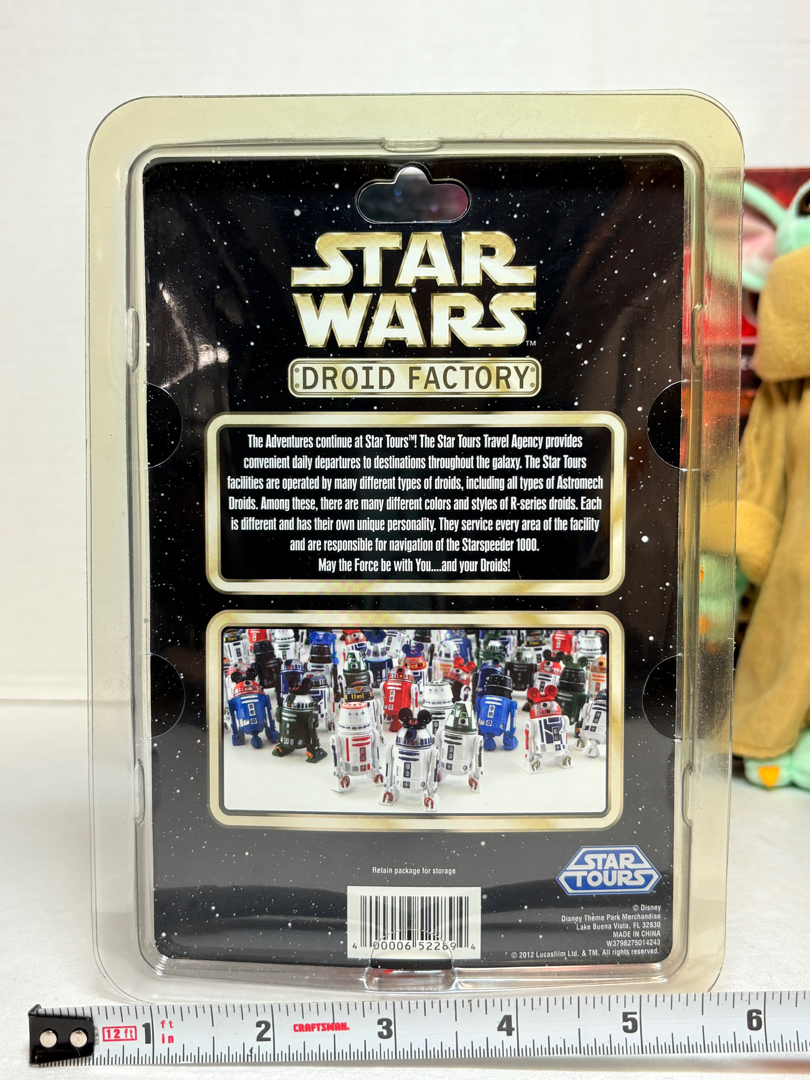 STAR
WARS™
DROID FACTORY
The Adventures continue at Star Tours™! The Star Tours Travel Agency provides
convenient daily departures to destinations throughout the galaxy. The Star Tours
facilities are operated by many different types of droids, including all types of Astromech
Droids. Among these, there are many different colors and styles of R-series droids. Each
is different and has their own unique personality. They service every area of the facility
and are responsible for navigation of the Starspeeder 1000.
May the Force be with You....and your Droids!
Retain package for storage
STAR
TOURS
© Disney
Disney Theme Park Merchandise
Lake Buena Vista, FL 32830
MADE IN CHINA
W3798275014243
© 2012 Lucasfilm Ltd. & TM. All rights reserved.
4 00006 52289 4
12 ft 1 ft in 2 CRAFTSMAN. 3 4 5 6